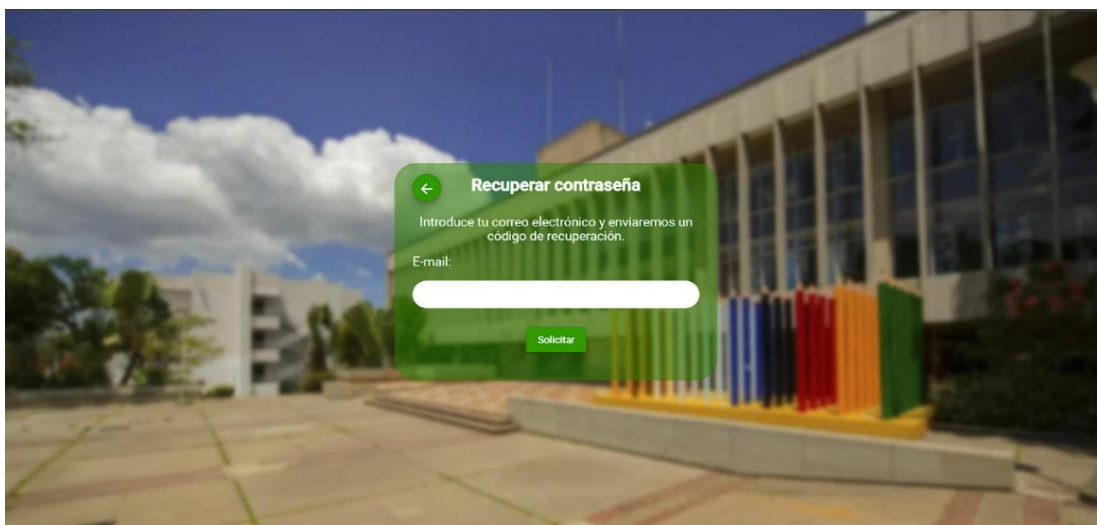 Recuperar contraseña
Introduce tu correo electrónico y enviaremos un
código de recuperación.
E-mail:
Solicitar